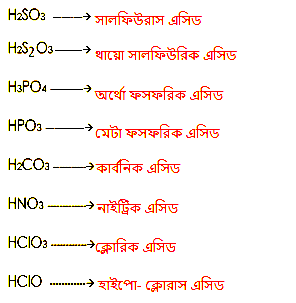 H₂SO₃ ⟶ সালফিউরাস এসিড
H₂S₂O₃ ⟶ থায়ো সালফিউরিক এসিড
H₃PO₄ ⟶ অর্থো ফসফরিক এসিড
HPO₃ ⟶ মেটা ফসফরিক এসিড
H₂CO₃ ⟶ কার্বনিক এসিড
HNO₃ ⟶ নাইট্রিক এসিড
HClO₃ ⟶ ক্লোরিক এসিড
HClO ⟶ হাইপো- ক্লোরাস এসিড